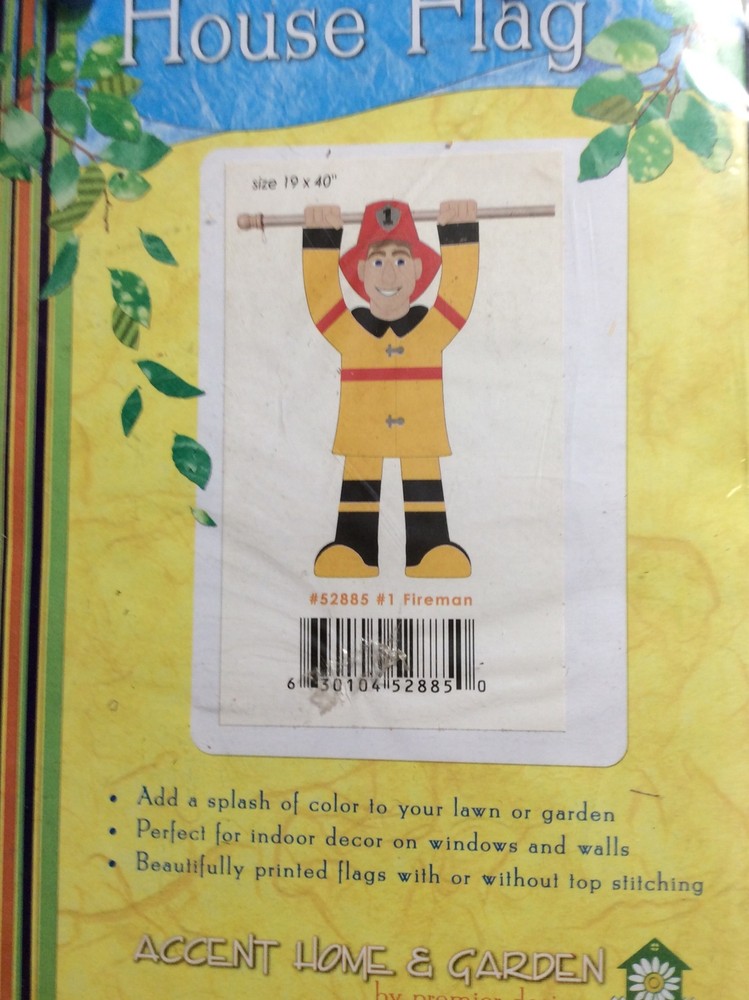 House Flag
size 19 x 40"
1
#52885 #1 Fireman
6 30104 52885 0
• Add a splash of color to your lawn or garden
• Perfect for indoor decor on windows and walls
• Beautifully printed flags with or without top stitching
ACCENT HOME & GARDEN
by premier